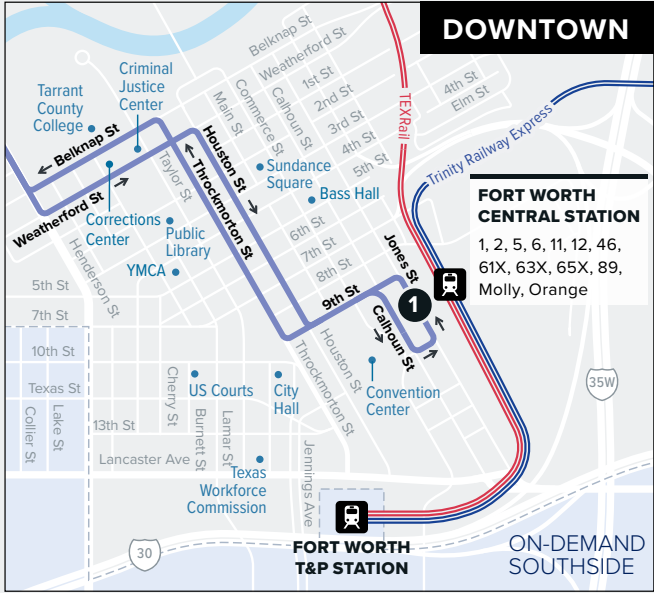 DOWNTOWN
Belknap St
Weatherford St
1st St
2nd St
3rd St
4th St
5th St
Main St
Commerce St
Calhoun St
4th St
Elm St
TEXRail
Trinity Railway Express
Criminal
Justice
Center
Tarrant
County
College
← Belknap St
Houston St →
← Throckmorton St
Taylor St
Sundance
Square
Bass Hall
FORT WORTH
CENTRAL STATION
1, 2, 5, 6, 11, 12, 46,
61X, 63X, 65X, 89,
Molly, Orange
Weatherford St →
Corrections
Center
Public
Library
YMCA
6th St
7th St
8th St
Jones St
9th St
1
Calhoun St
Henderson St
5th St
7th St
10th St
Texas St
13th St
Lancaster Ave
Collier St
Lake St
Cherry St
Burnett St
Lamar St
Jennings Ave
Houston St
Throckmorton St
US Courts
City
Hall
Convention
Center
35W
Texas
Workforce
Commission
30
FORT WORTH
T&P STATION
ON-DEMAND
SOUTHSIDE